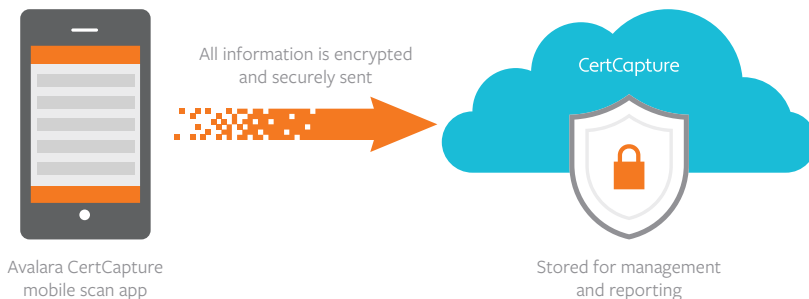 All information is encrypted
and securely sent
CertCapture
Avalara CertCapture
mobile scan app
Stored for management
and reporting